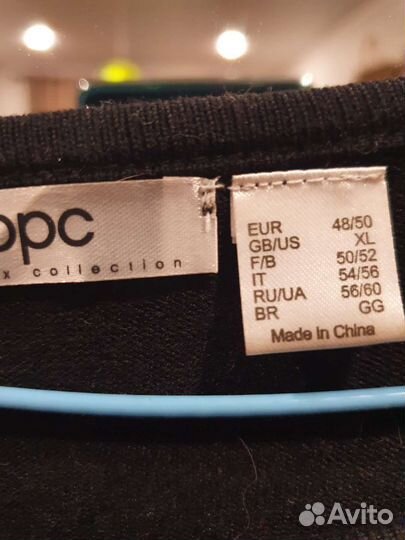 bpc
x collection
EUR 48/50
GB/US XL
F/B 50/52
IT 54/56
RU/UA 56/60
BR GG
Made in China
Avito